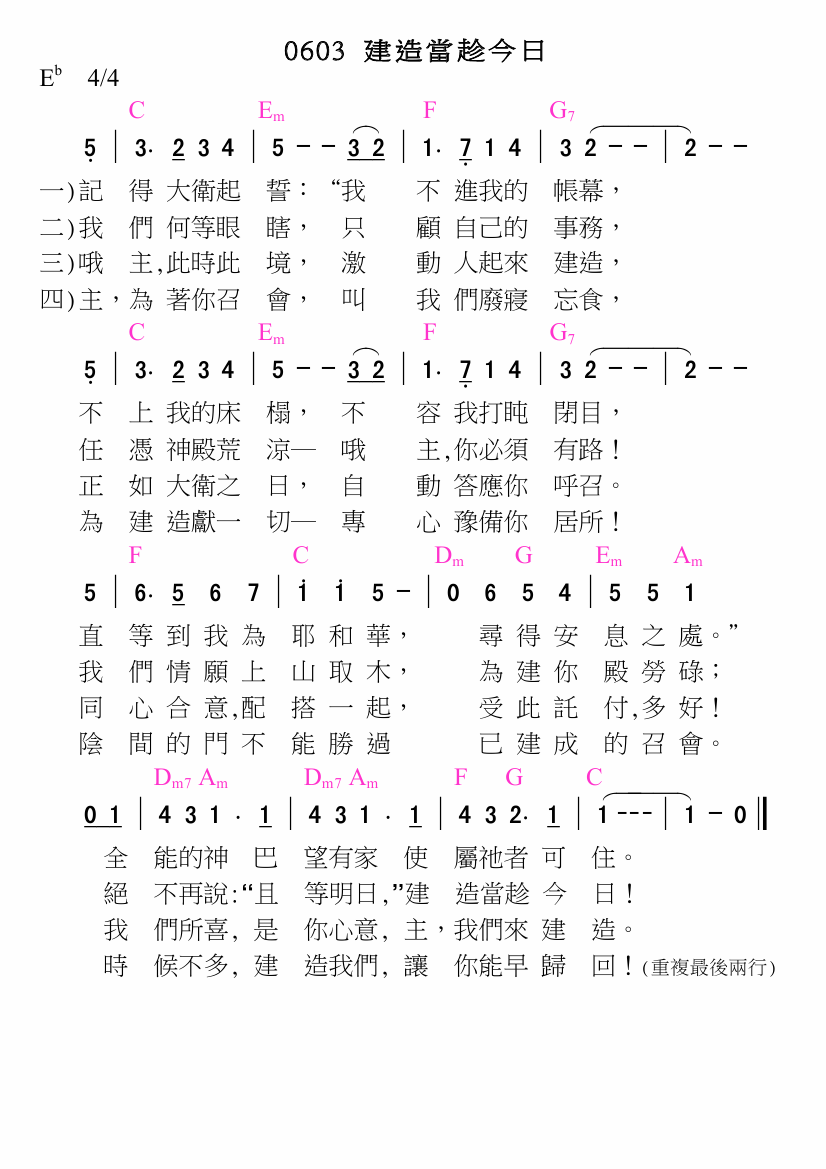 0603 建造當趁今日
E♭ 4/4
C Em F G7
5 | 3. 2 3 4 | 5 - - 3 2 | 1. 7 1 4 | 3 2 - - | 2 - -
一)記 得 大衛起 誓：“我 不 進我的 帳幕，
二)我 們 何等眼 瞎， 只 顧 自己的 事務，
三)哦 主,此時此 境， 激 動 人起來 建造，
四)主，為 著你召 會， 叫 我 們廢寢 忘食，
C Em F G7
5 | 3. 2 3 4 | 5 - - 3 2 | 1. 7 1 4 | 3 2 - - | 2 - -
不 上 我的床 榻， 不 容 我打盹 閉目，
任 憑 神殿荒 涼─ 哦 主,你必須 有路！
正 如 大衛之 日， 自 動 答應你 呼召。
為 建 造獻一 切─ 專 心 豫備你 居所！
F C Dm G Em Am
5 | 6. 5 6 7 | 1 1 5 - | 0 6 5 4 | 5 5 1
直 等 到 我 為 耶 和 華， 尋 得 安 息 之 處。”
我 們 情 願 上 山 取 木， 為 建 你 殿 勞 碌；
同 心 合 意,配 搭 一 起， 受 此 託 付,多 好！
陰 間 的 門 不 能 勝 過 已 建 成 的 召 會。
Dm7 Am Dm7 Am F G C
0 1 | 4 3 1 . 1 | 4 3 1 . 1 | 4 3 2. 1 | 1 --- | 1 - 0 ‖
全 能的神 巴 望有家 使 屬祂者 可 住。
絕 不再說:“且 等明日,”建 造當趁 今 日！
我 們所喜, 是 你心意, 主，我們來 建 造。
時 候不多, 建 造我們, 讓 你能早 歸 回！(重複最後兩行)